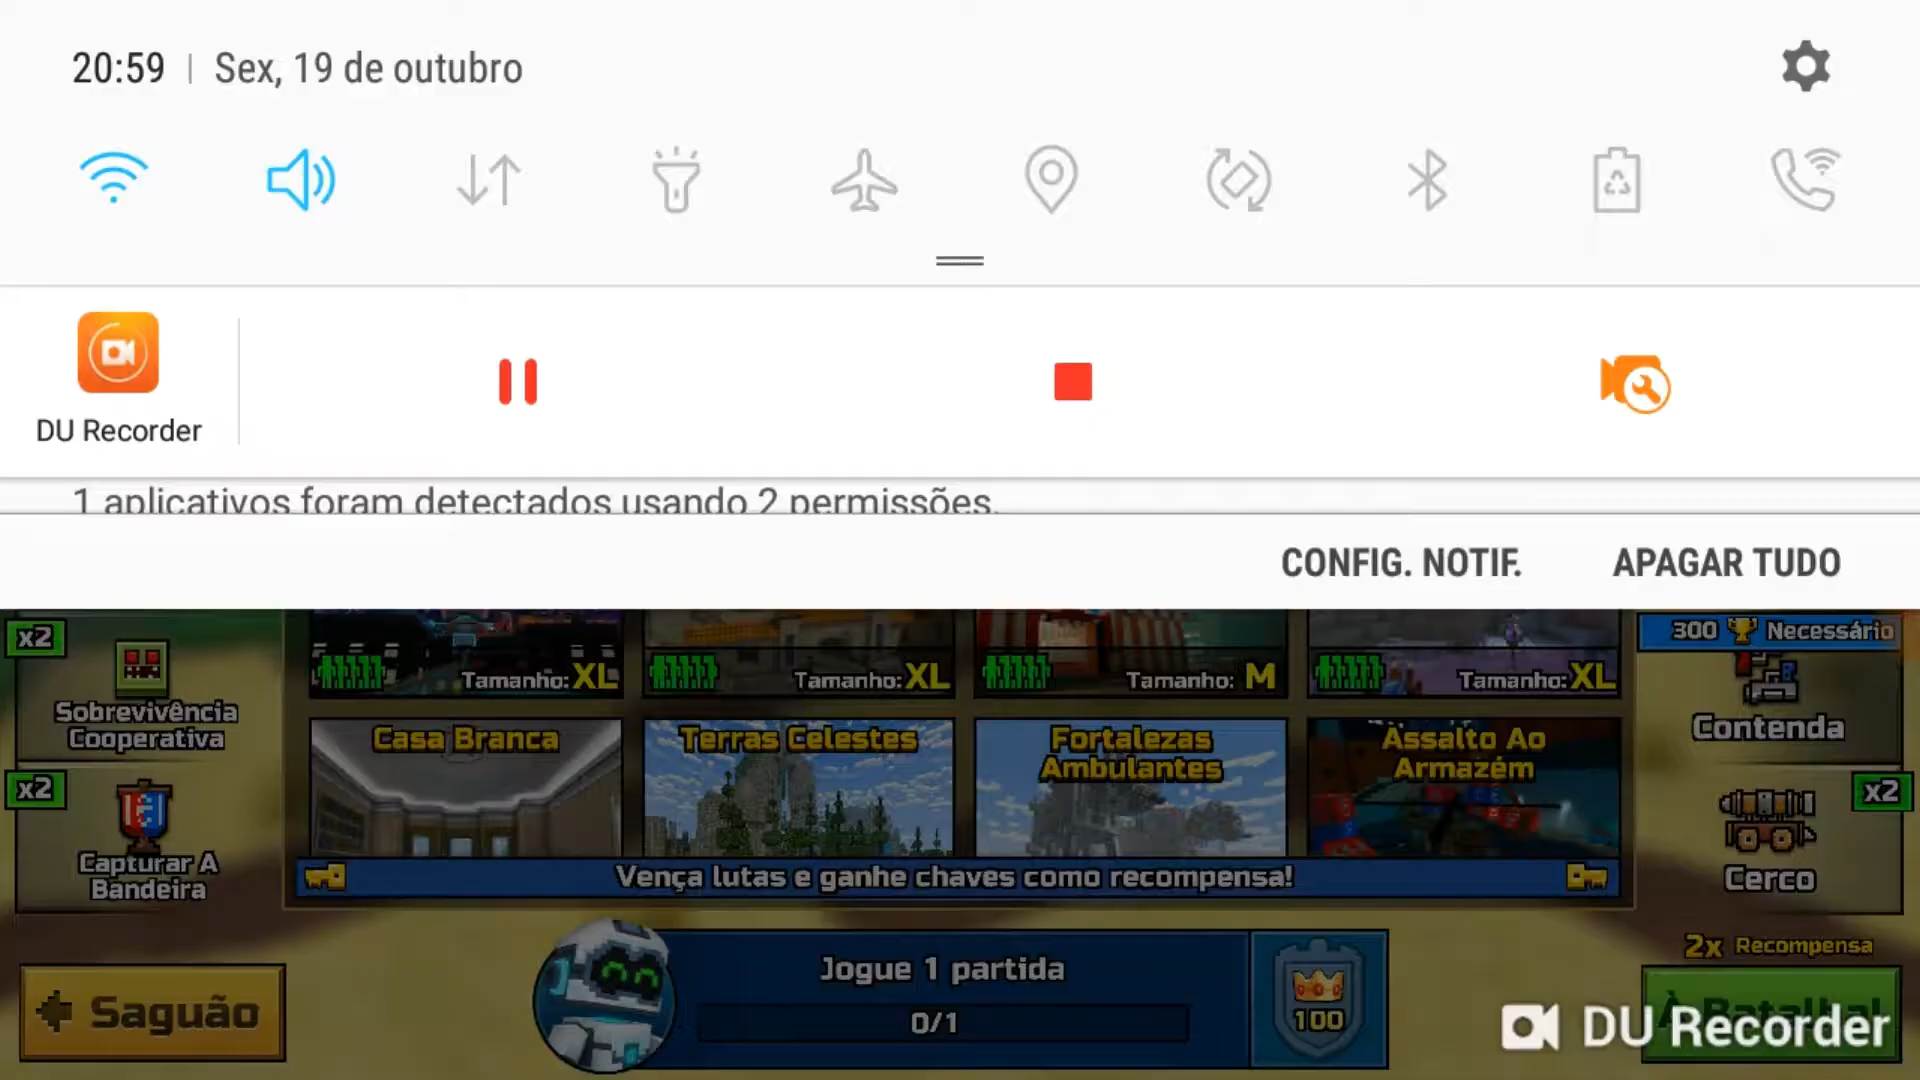 20:59 | Sex, 19 de outubro
DU Recorder
1 aplicativos foram detectados usando 2 permissões.
CONFIG. NOTIF.
APAGAR TUDO
x2
Sobrevivência
Cooperativa
x2
Capturar A
Bandeira
Tamanho: XL
Tamanho: XL
Tamanho: M
Tamanho: XL
Casa Branca
Terras Celestes
Fortalezas
Ambulantes
Assalto Ao
Armazém
Vença lutas e ganhe chaves como recompensa!
300 Necessário
Contenda
x2
Cerco
Saguão
Jogue 1 partida
0/1
100
2x Recompensa
À Batalha!
DU Recorder